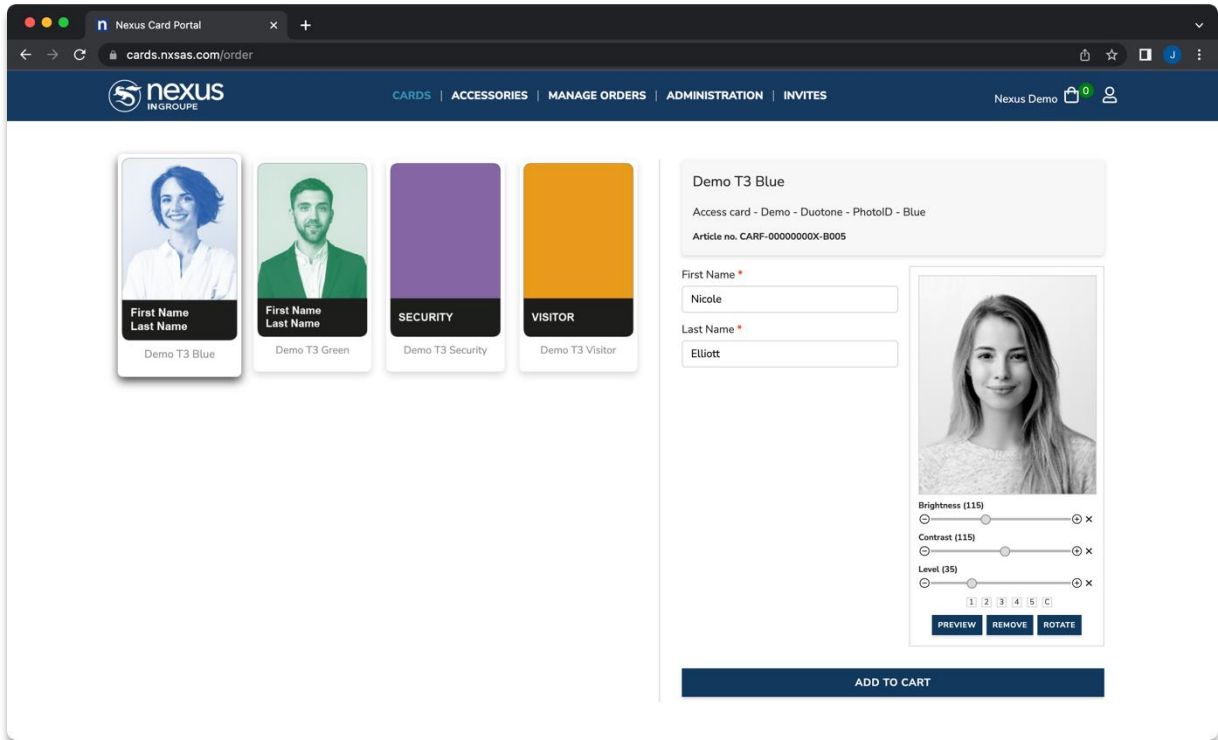 n Nexus Card Portal
cards.nxsas.com/order
J
nexus
IN GROUPE
CARDS | ACCESSORIES | MANAGE ORDERS | ADMINISTRATION | INVITES
Nexus Demo 0
First Name
Last Name
Demo T3 Blue
First Name
Last Name
Demo T3 Green
SECURITY
Demo T3 Security
VISITOR
Demo T3 Visitor
Demo T3 Blue
Access card - Demo - Duotone - PhotoID - Blue
Article no. CARF-00000000X-B005
First Name *
Nicole
Last Name *
Elliott
Brightness (115)
Contrast (115)
Level (35)
1 2 3 4 5 C
PREVIEW REMOVE ROTATE
ADD TO CART